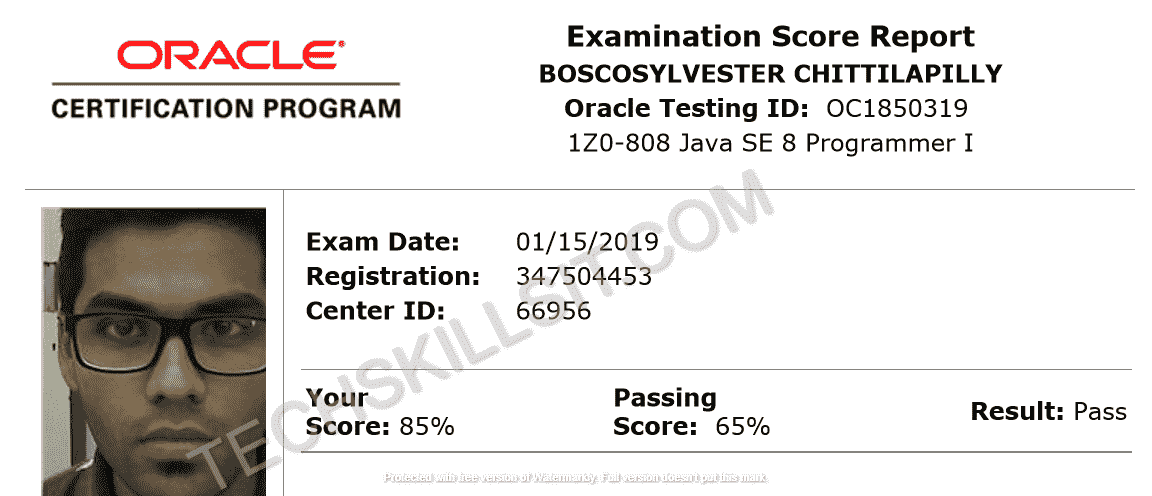 ORACLE
CERTIFICATION PROGRAM
Examination Score Report
BOSCOSYLVESTER CHITTILAPILLY
Oracle Testing ID: OC1850319
1Z0-808 Java SE 8 Programmer I
Exam Date: 01/15/2019
Registration: 347504453
Center ID: 66956
Your Score: 85%
Passing Score: 65%
Result: Pass
TECHSKILLSIT.COM
Protected with free version of Watermarkly. Full version doesn't put this mark.